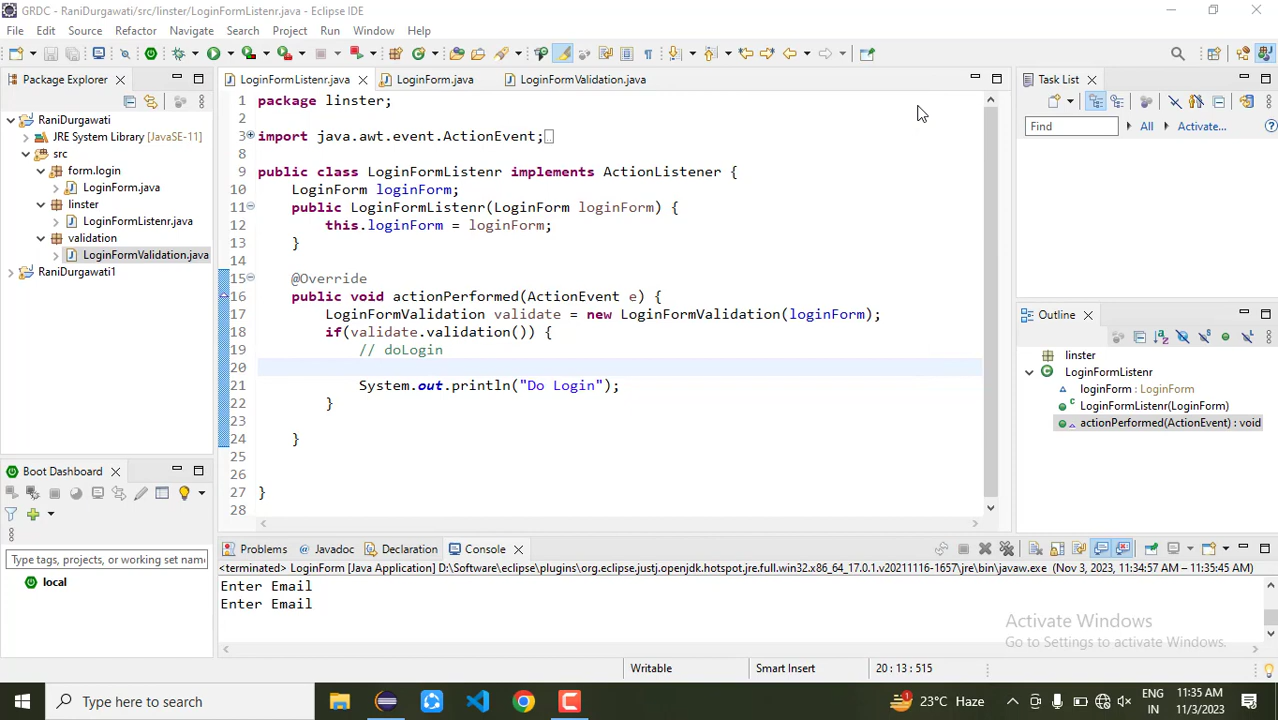 GRDC - RaniDurgawati/src/linster/LoginFormListenr.java - Eclipse IDE
File Edit Source Refactor Navigate Search Project Run Window Help
Package Explorer
RaniDurgawati
JRE System Library [JavaSE-11]
src
form.login
LoginForm.java
linster
LoginFormListenr.java
validation
LoginFormValidation.java
RaniDurgawati1
Boot Dashboard
Type tags, projects, or working set nam
local
LoginFormListenr.java LoginForm.java LoginFormValidation.java
1 package linster;
2
3 import java.awt.event.ActionEvent;
8
9 public class LoginFormListenr implements ActionListener {
10 LoginForm loginForm;
11 public LoginFormListenr(LoginForm loginForm) {
12 this.loginForm = loginForm;
13 }
14
15 @Override
16 public void actionPerformed(ActionEvent e) {
17 LoginFormValidation validate = new LoginFormValidation(loginForm);
18 if(validate.validation()) {
19 // doLogin
20
21 System.out.println("Do Login");
22 }
23
24 }
25
26
27 }
28
Task List
Find All Activate...
Outline
linster
LoginFormListenr
loginForm : LoginForm
LoginFormListenr(LoginForm)
actionPerformed(ActionEvent) : void
Problems Javadoc Declaration Console
<terminated> LoginForm [Java Application] D:\Software\eclipse\plugins\org.eclipse.justj.openjdk.hotspot.jre.full.win32.x86_64_17.0.1.v20211116-1657\jre\bin\javaw.exe (Nov 3, 2023, 11:34:57 AM – 11:35:45 AM)
Enter Email
Enter Email
Activate Windows
Go to Settings to activate Windows.
Writable Smart Insert 20 : 13 : 515
Type here to search
1 23°C Haze
ENG
IN
11:35 AM
11/3/2023